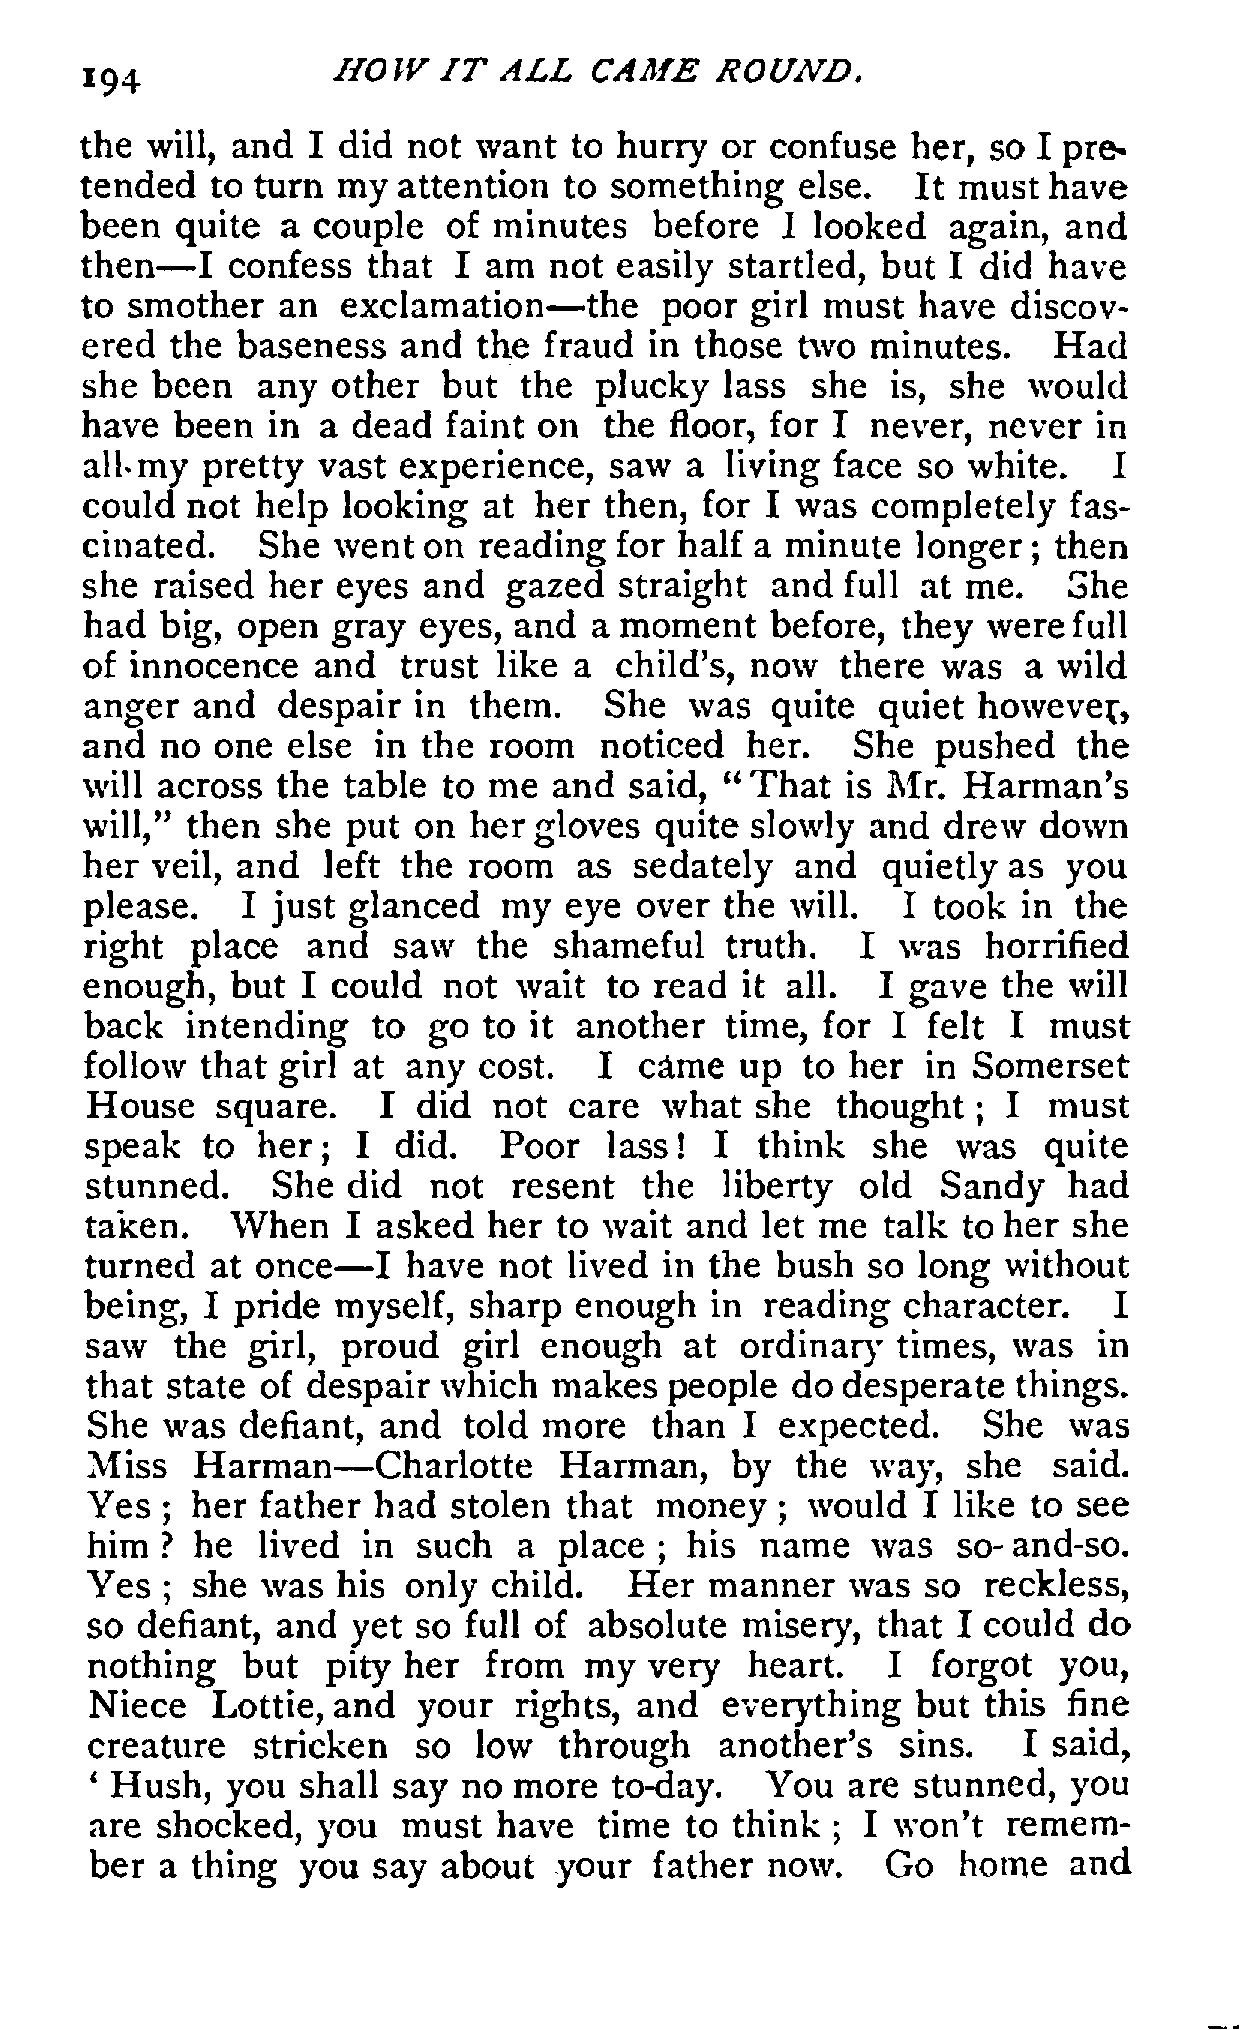 194 HOW IT ALL CAME ROUND.
the will, and I did not want to hurry or confuse her, so I pre-
tended to turn my attention to something else. It must have
been quite a couple of minutes before I looked again, and
then—I confess that I am not easily startled, but I did have
to smother an exclamation—the poor girl must have discov-
ered the baseness and the fraud in those two minutes. Had
she been any other but the plucky lass she is, she would
have been in a dead faint on the floor, for I never, never in
all my pretty vast experience, saw a living face so white. I
could not help looking at her then, for I was completely fas-
cinated. She went on reading for half a minute longer; then
she raised her eyes and gazed straight and full at me. She
had big, open gray eyes, and a moment before, they were full
of innocence and trust like a child's, now there was a wild
anger and despair in them. She was quite quiet however,
and no one else in the room noticed her. She pushed the
will across the table to me and said, "That is Mr. Harman's
will," then she put on her gloves quite slowly and drew down
her veil, and left the room as sedately and quietly as you
please. I just glanced my eye over the will. I took in the
right place and saw the shameful truth. I was horrified
enough, but I could not wait to read it all. I gave the will
back intending to go to it another time, for I felt I must
follow that girl at any cost. I came up to her in Somerset
House square. I did not care what she thought; I must
speak to her; I did. Poor lass! I think she was quite
stunned. She did not resent the liberty old Sandy had
taken. When I asked her to wait and let me talk to her she
turned at once—I have not lived in the bush so long without
being, I pride myself, sharp enough in reading character. I
saw the girl, proud girl enough at ordinary times, was in
that state of despair which makes people do desperate things.
She was defiant, and told more than I expected. She was
Miss Harman—Charlotte Harman, by the way, she said.
Yes; her father had stolen that money; would I like to see
him? he lived in such a place; his name was so-and-so.
Yes; she was his only child. Her manner was so reckless,
so defiant, and yet so full of absolute misery, that I could do
nothing but pity her from my very heart. I forgot you,
Niece Lottie, and your rights, and everything but this fine
creature stricken so low through another's sins. I said,
'Hush, you shall say no more to-day. You are stunned, you
are shocked, you must have time to think; I won't remem-
ber a thing you say about your father now. Go home and